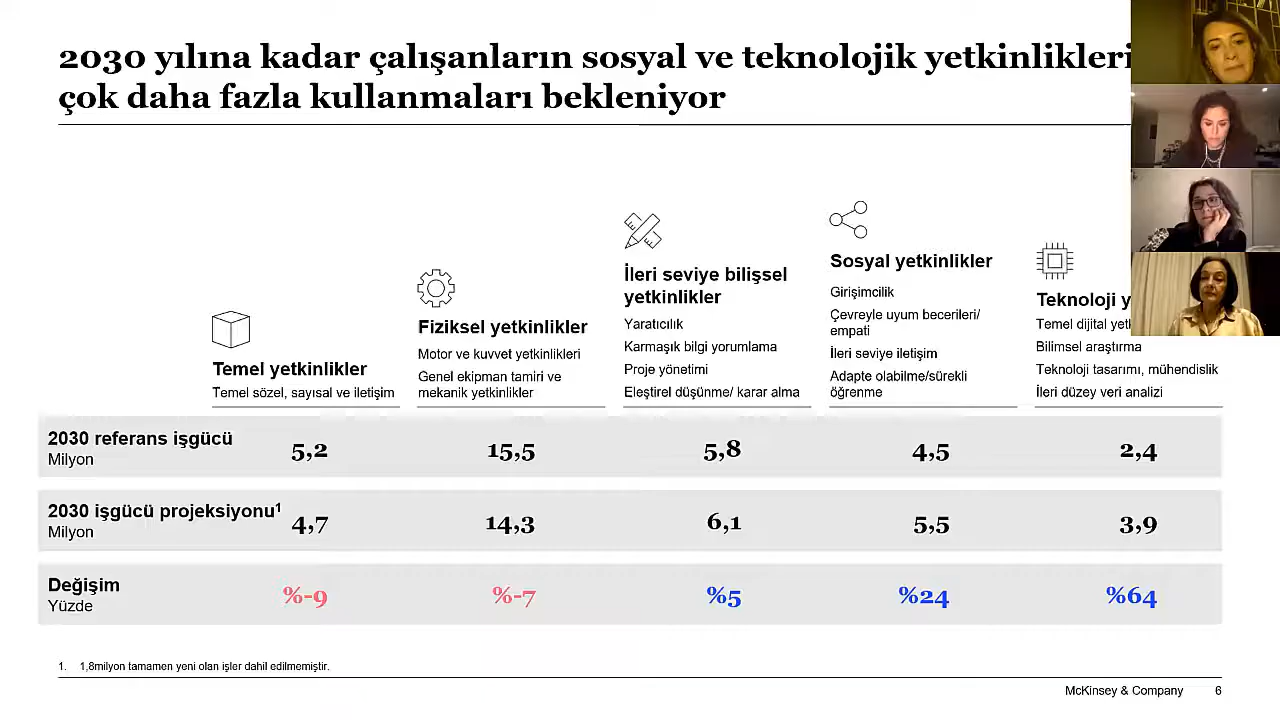 2030 yılına kadar çalışanların sosyal ve teknolojik yetkinlikleri
çok daha fazla kullanmaları bekleniyor
Temel yetkinlikler
Temel sözel, sayısal ve iletişim
Fiziksel yetkinlikler
Motor ve kuvvet yetkinlikleri
Genel ekipman tamiri ve
mekanik yetkinlikler
İleri seviye bilişsel
yetkinlikler
Yaratıcılık
Karmaşık bilgi yorumlama
Proje yönetimi
Eleştirel düşünme/ karar alma
Sosyal yetkinlikler
Girişimcilik
Çevreyle uyum becerileri/
empati
İleri seviye iletişim
Adapte olabilme/sürekli
öğrenme
Teknoloji
Temel dijital
Bilimsel araştırma
Teknoloji tasarımı, mühendislik
İleri düzey veri analizi
2030 referans işgücü
Milyon
5,2 15,5 5,8 4,5 2,4
2030 işgücü projeksiyonu¹
Milyon
4,7 14,3 6,1 5,5 3,9
Değişim
Yüzde
%-9 %-7 %5 %24 %64
1. 1,8milyon tamamen yeni olan işler dahil edilmemiştir.
McKinsey & Company 6